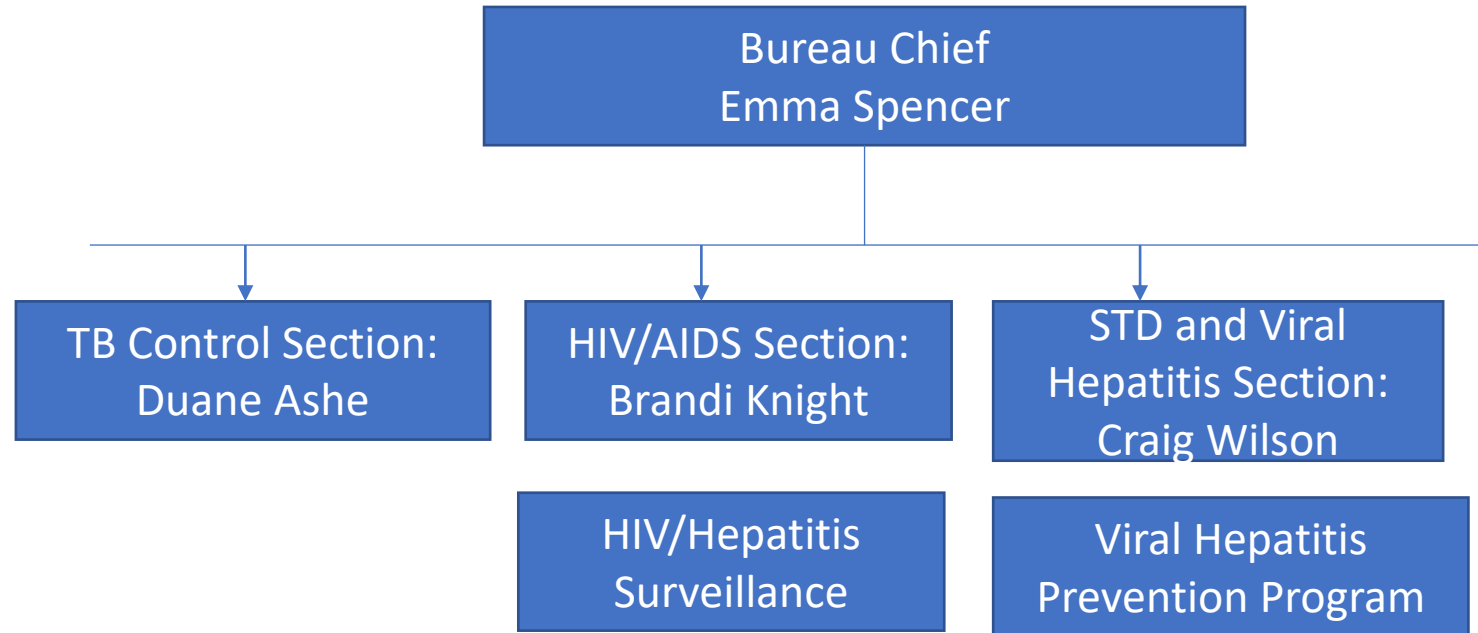 Bureau Chief
Emma Spencer
TB Control Section:
Duane Ashe
HIV/AIDS Section:
Brandi Knight
STD and Viral
Hepatitis Section:
Craig Wilson
HIV/Hepatitis
Surveillance
Viral Hepatitis
Prevention Program